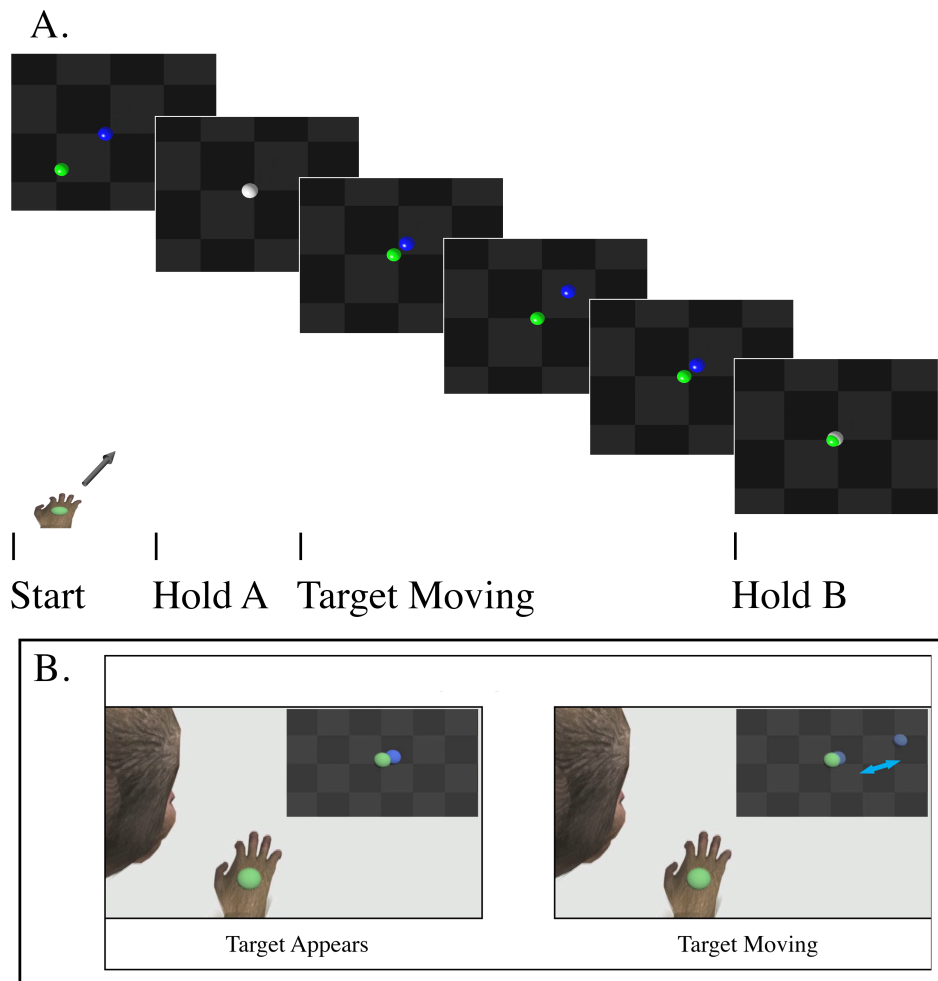 A.
Start Hold A Target Moving Hold B
B.
Target Appears Target Moving